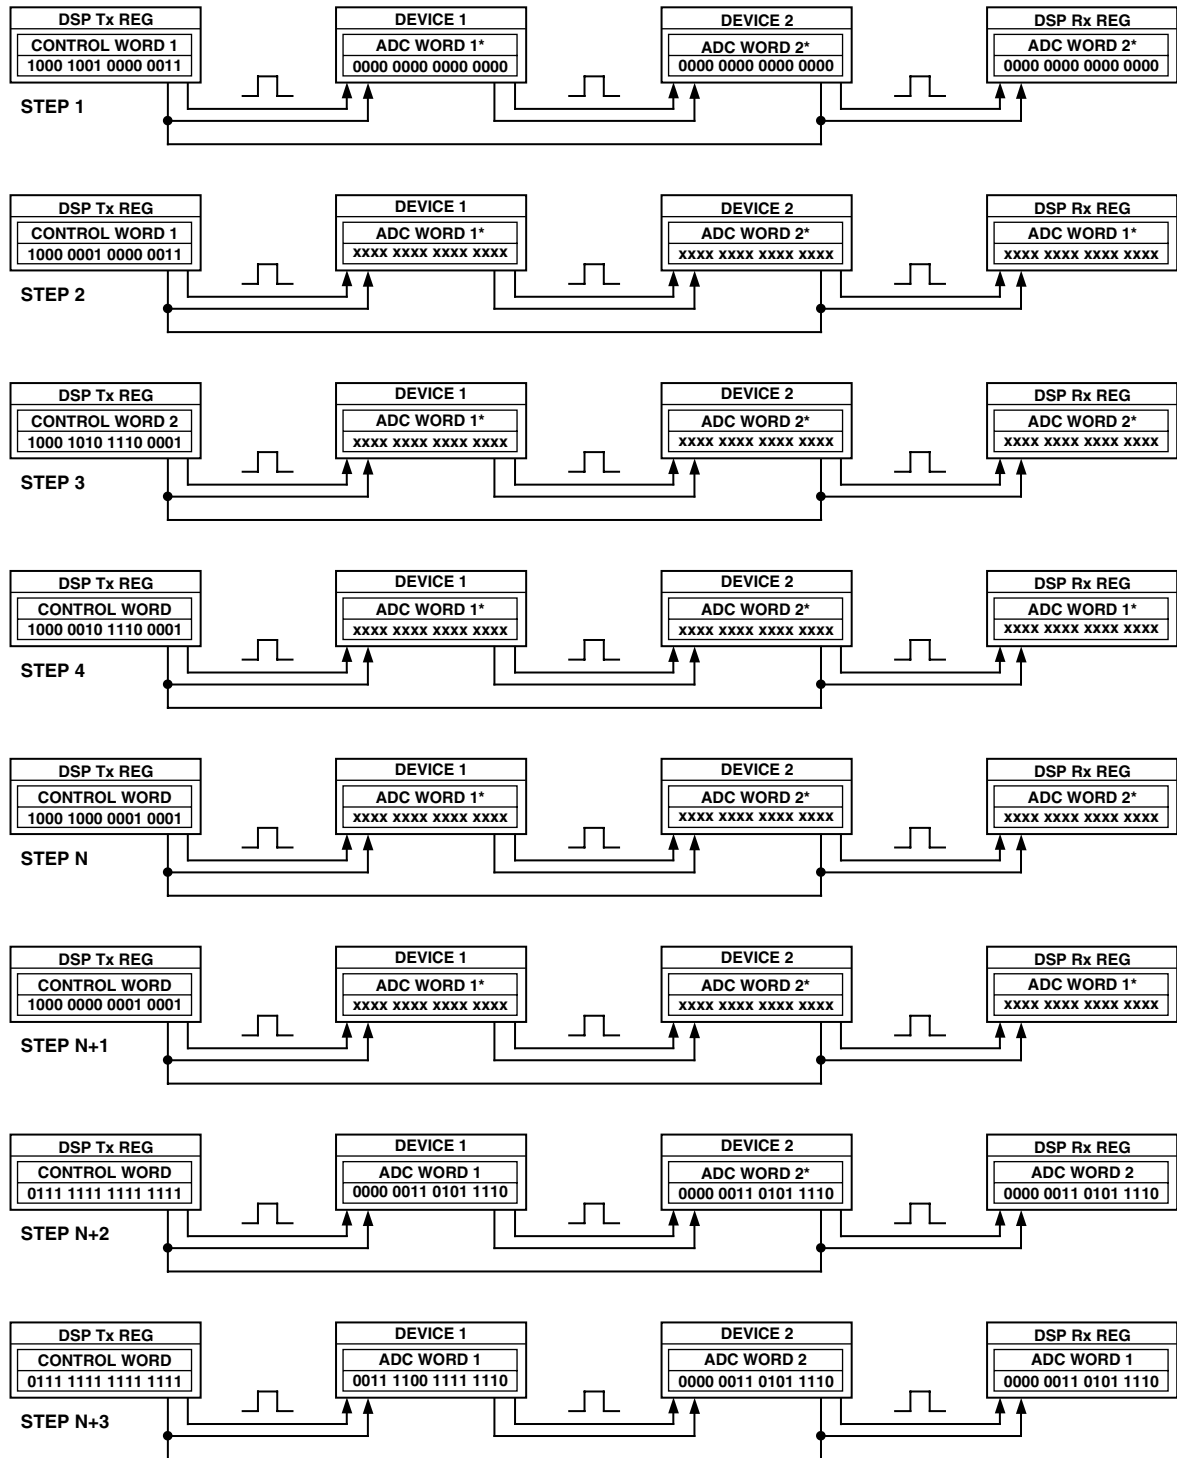 DSP Tx REG DEVICE 1 DEVICE 2 DSP Rx REG
CONTROL WORD 1 ADC WORD 1* ADC WORD 2* ADC WORD 2*
1000 1001 0000 0011 0000 0000 0000 0000 0000 0000 0000 0000 0000 0000 0000 0000
STEP 1
DSP Tx REG DEVICE 1 DEVICE 2 DSP Rx REG
CONTROL WORD 1 ADC WORD 1* ADC WORD 2* ADC WORD 1*
1000 0001 0000 0011 xxxx xxxx xxxx xxxx xxxx xxxx xxxx xxxx xxxx xxxx xxxx xxxx
STEP 2
DSP Tx REG DEVICE 1 DEVICE 2 DSP Rx REG
CONTROL WORD 2 ADC WORD 1* ADC WORD 2* ADC WORD 2*
1000 1010 1110 0001 xxxx xxxx xxxx xxxx xxxx xxxx xxxx xxxx xxxx xxxx xxxx xxxx
STEP 3
DSP Tx REG DEVICE 1 DEVICE 2 DSP Rx REG
CONTROL WORD ADC WORD 1* ADC WORD 2* ADC WORD 1*
1000 0010 1110 0001 xxxx xxxx xxxx xxxx xxxx xxxx xxxx xxxx xxxx xxxx xxxx xxxx
STEP 4
DSP Tx REG DEVICE 1 DEVICE 2 DSP Rx REG
CONTROL WORD ADC WORD 1* ADC WORD 2* ADC WORD 2*
1000 1000 0001 0001 xxxx xxxx xxxx xxxx xxxx xxxx xxxx xxxx xxxx xxxx xxxx xxxx
STEP N
DSP Tx REG DEVICE 1 DEVICE 2 DSP Rx REG
CONTROL WORD ADC WORD 1* ADC WORD 2* ADC WORD 1*
1000 0000 0001 0001 xxxx xxxx xxxx xxxx xxxx xxxx xxxx xxxx xxxx xxxx xxxx xxxx
STEP N+1
DSP Tx REG DEVICE 1 DEVICE 2 DSP Rx REG
CONTROL WORD ADC WORD 1 ADC WORD 2* ADC WORD 2
0111 1111 1111 1111 0000 0011 0101 1110 0000 0011 0101 1110 0000 0011 0101 1110
STEP N+2
DSP Tx REG DEVICE 1 DEVICE 2 DSP Rx REG
CONTROL WORD ADC WORD 1 ADC WORD 2 ADC WORD 1
0111 1111 1111 1111 0011 1100 1111 1110 0000 0011 0101 1110 0000 0011 0101 1110
STEP N+3